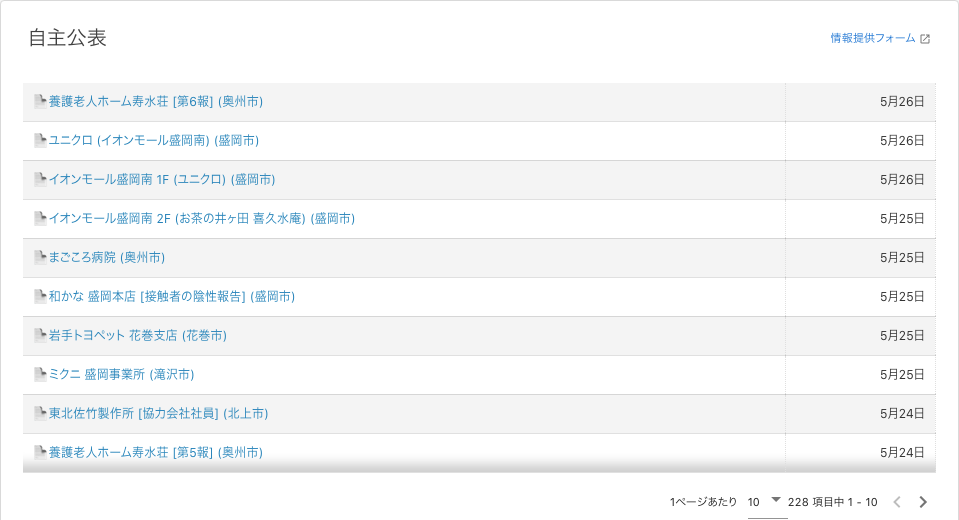 自主公表
情報提供フォーム
養護老人ホーム寿水荘 [第6報] (奥州市) 5月26日
ユニクロ (イオンモール盛岡南) (盛岡市) 5月26日
イオンモール盛岡南 1F (ユニクロ) (盛岡市) 5月26日
イオンモール盛岡南 2F (お茶の井ヶ田 喜久水庵) (盛岡市) 5月25日
まごころ病院 (奥州市) 5月25日
和かな 盛岡本店 [接触者の陰性報告] (盛岡市) 5月25日
岩手トヨペット 花巻支店 (花巻市) 5月25日
ミクニ 盛岡事業所 (滝沢市) 5月25日
東北佐竹製作所 [協力会社社員] (北上市) 5月24日
養護老人ホーム寿水荘 [第5報] (奥州市) 5月24日
1ページあたり 10 228 項目中 1 - 10